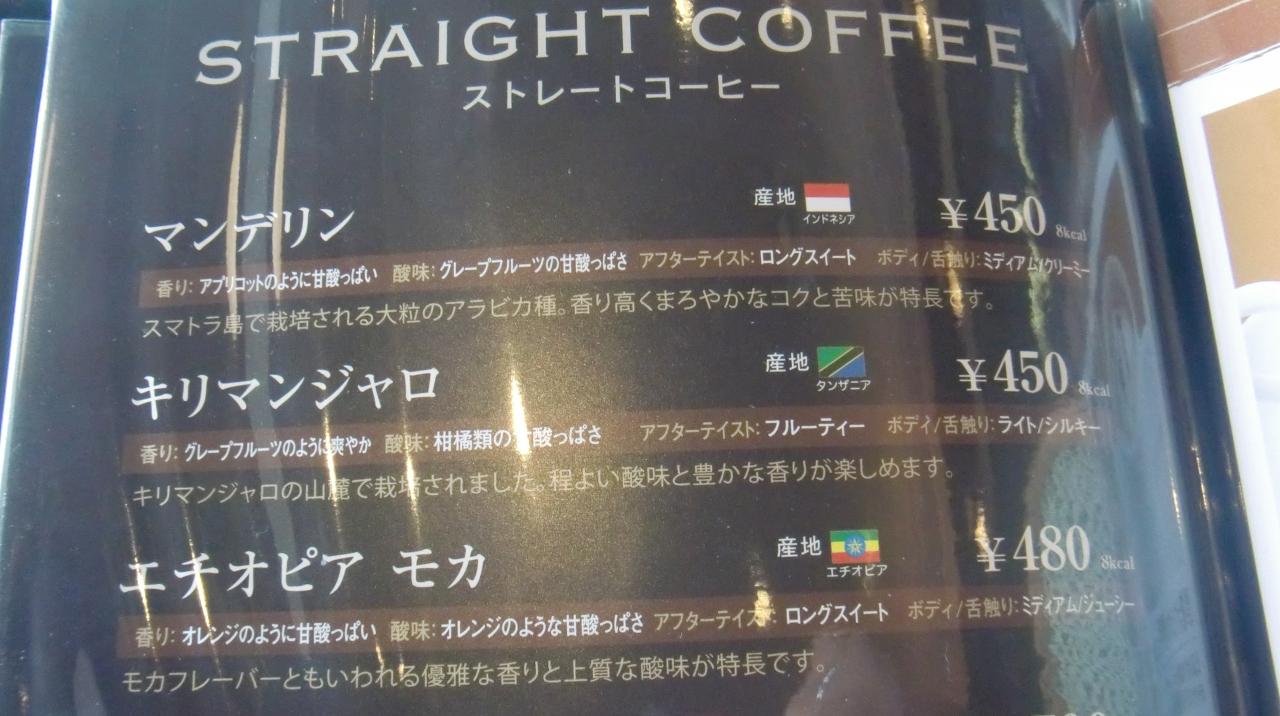 STRAIGHT COFFEE
ストレートコーヒー
マンデリン 産地 インドネシア ¥450 8kcal
香り: アプリコットのように甘酸っぱい 酸味: グレープフルーツの甘酸っぱさ アフターテイスト: ロングスイート ボディ/舌触り: ミディアム/クリーミー
スマトラ島で栽培される大粒のアラビカ種。香り高くまろやかなコクと苦味が特長です。
キリマンジャロ 産地 タンザニア ¥450 8kcal
香り: グレープフルーツのように爽やか 酸味: 柑橘類の甘酸っぱさ アフターテイスト: フルーティー ボディ/舌触り: ライト/シルキー
キリマンジャロの山麓で栽培されました。程よい酸味と豊かな香りが楽しめます。
エチオピア モカ 産地 エチオピア ¥480 8kcal
香り: オレンジのように甘酸っぱい 酸味: オレンジのような甘酸っぱさ アフターテイスト: ロングスイート ボディ/舌触り: ミディアム/ジューシー
モカフレーバーともいわれる優雅な香りと上質な酸味が特長です。